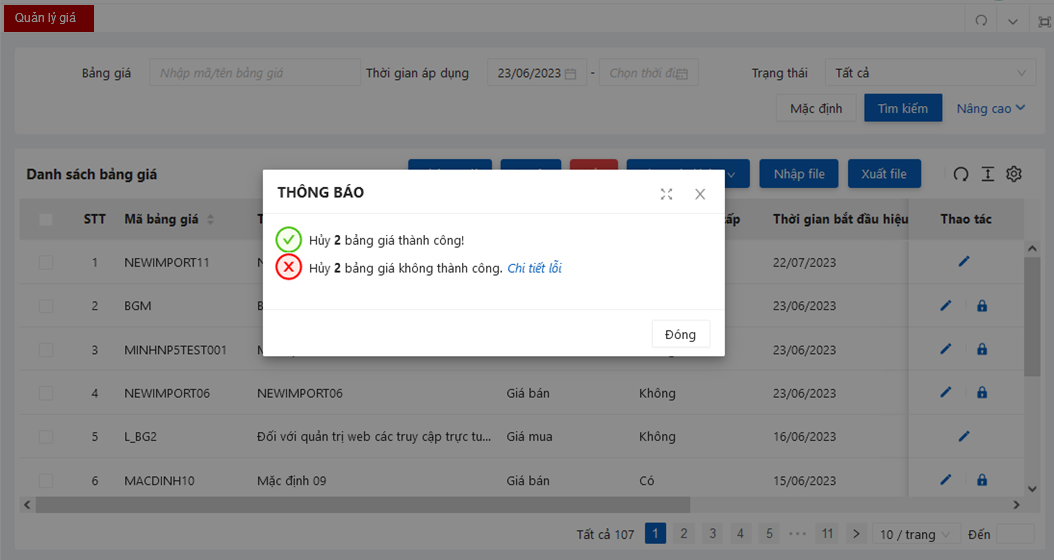 Quản lý giá
Bảng giá Nhập mã/tên bảng giá Thời gian áp dụng 23/06/2023 - Chọn thời đi Trạng thái Tất cả
Mặc định Tìm kiếm Nâng cao
Danh sách bảng giá Nhập file Xuất file
THÔNG BÁO
Hủy 2 bảng giá thành công!
Hủy 2 bảng giá không thành công. Chi tiết lỗi
Đóng
STT Mã bảng giá Thời gian bắt đầu hiệu Thao tác
1 NEWIMPORT11 22/07/2023
2 BGM 23/06/2023
3 MINHNP5TEST001 23/06/2023
4 NEWIMPORT06 NEWIMPORT06 Giá bán Không 23/06/2023
5 L_BG2 Đối với quản trị web các truy cập trực tu... Giá mua Không 16/06/2023
6 MACDINH10 Mặc định 09 Giá bán Có 15/06/2023
Tất cả 107 1 2 3 4 5 ••• 11 10 / trang Đến